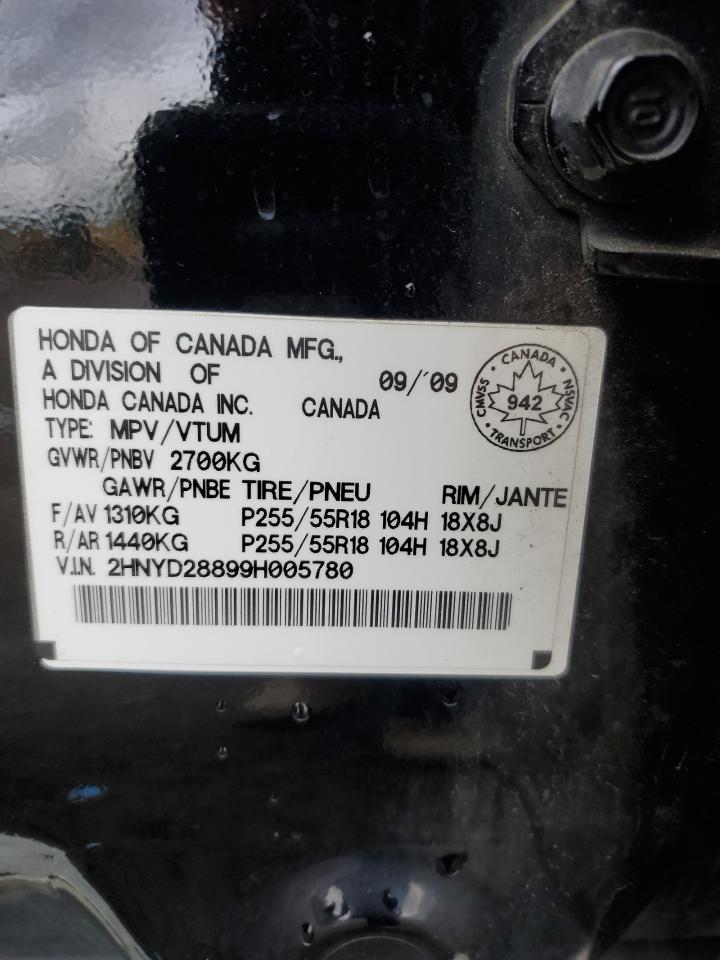 HONDA OF CANADA MFG.,
A DIVISION OF 09/'09
HONDA CANADA INC. CANADA
TYPE: MPV/VTUM
GVWR/PNBV 2700KG
GAWR/PNBE TIRE/PNEU RIM/JANTE
F/AV 1310KG P255/55R18 104H 18X8J
R/AR 1440KG P255/55R18 104H 18X8J
V.I.N. 2HNYD28899H005780
CANADA
CMVSS 942 NSVAC
TRANSPORT